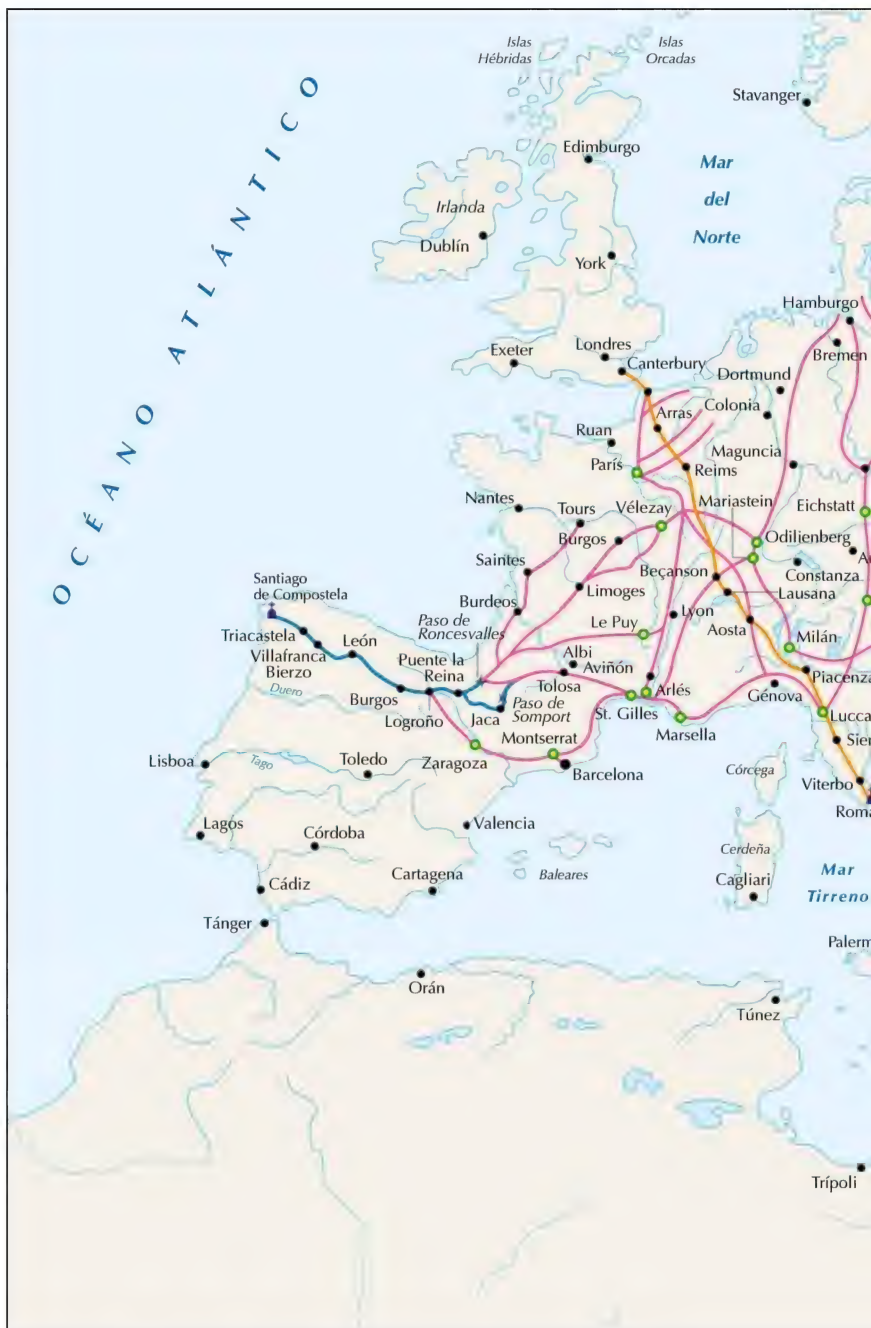 Islas
Hébridas
Islas
Orcadas
Stavanger
OCÉANO ATLÁNTICO
Edimburgo
Mar
del
Norte
Irlanda
Dublín
York
Hamburgo
Bremen
Londres
Exeter
Canterbury
Dortmund
Arras
Colonia
Ruan
Maguncia
París
Reims
Mariastein
Eichstatt
Nantes
Tours
Vélezay
Burgos
Odilienberg
Saintes
Beçanson
Constanza
Limoges
Lausana
Santiago
de Compostela
Burdeos
Paso de
Roncesvalles
Le Puy
Lyon
Aosta
Milán
Triacastela
León
Villafranca
Bierzo
Puente la
Reina
Albi
Aviñón
Piacenza
Duero
Burgos
Tolosa
Arlés
Génova
Logroño
Jaca
Paso de
Somport
St. Gilles
Marsella
Lucca
Montserrat
Sien
Lisboa
Tago
Toledo
Zaragoza
Barcelona
Córcega
Viterbo
Roma
Lagos
Córdoba
Valencia
Cerdeña
Cádiz
Cartagena
Baleares
Cagliari
Mar
Tirreno
Tánger
Palerm
Orán
Túnez
Trípoli